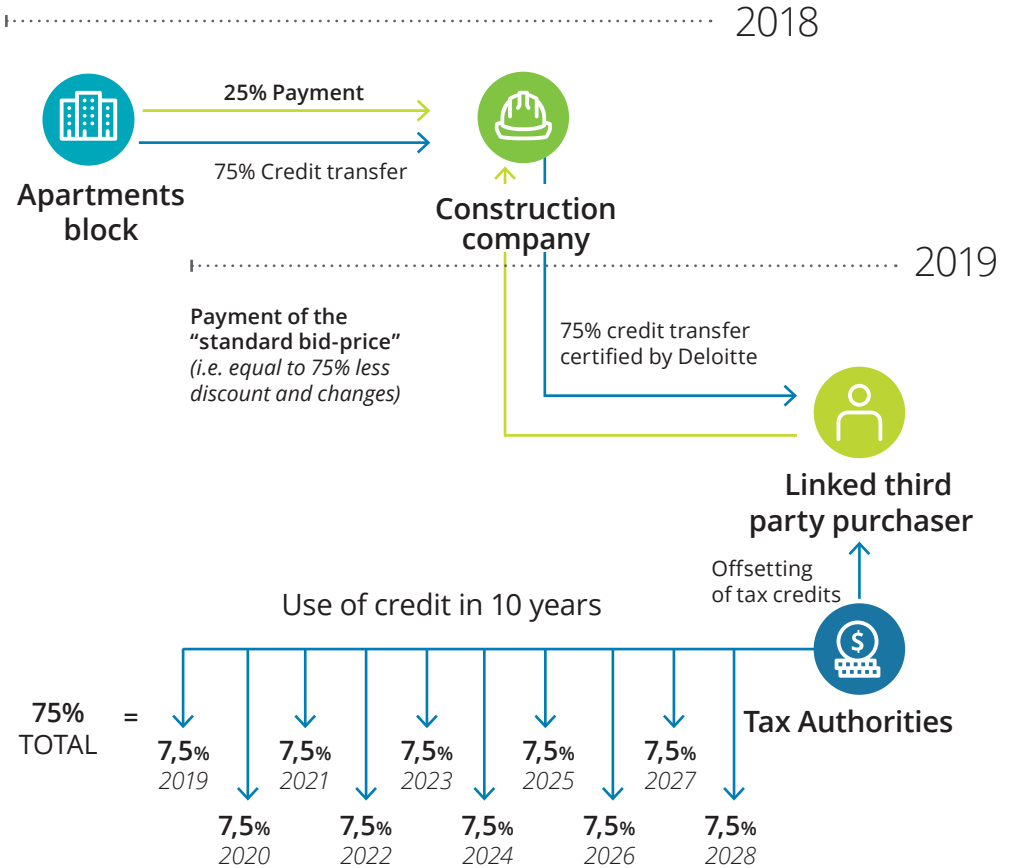 2018
25% Payment
75% Credit transfer
Apartments
block
Construction
company
2019
Payment of the
“standard bid-price”
(i.e. equal to 75% less
discount and changes)
75% credit transfer
certified by Deloitte
Linked third
party purchaser
Offsetting
of tax credits
$
Use of credit in 10 years
Tax Authorities
75%
TOTAL
=
7,5%
2019
7,5%
2020
7,5%
2021
7,5%
2022
7,5%
2023
7,5%
2024
7,5%
2025
7,5%
2026
7,5%
2027
7,5%
2028